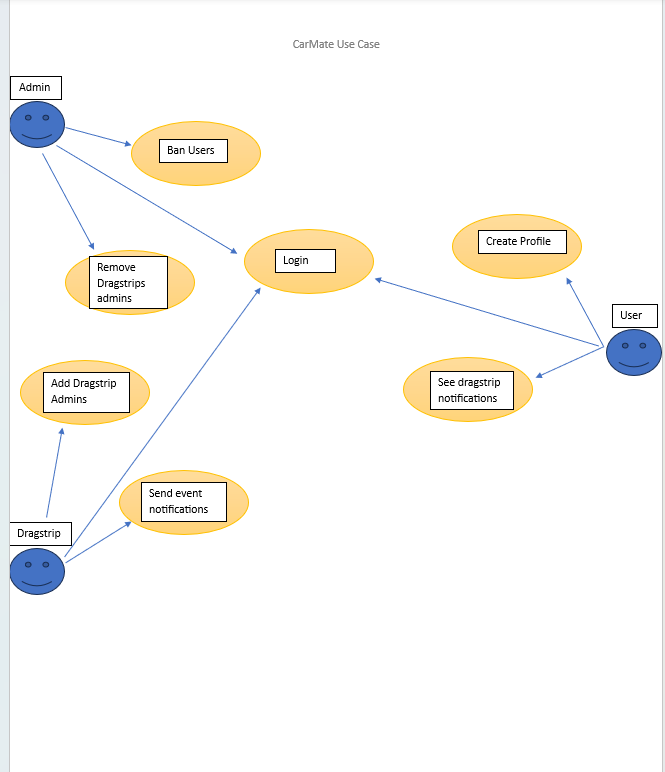 CarMate Use Case
Admin
Ban Users
Create Profile
Login
Remove
Dragstrips
admins
User
Add Dragstrip
Admins
See dragstrip
notifications
Send event
notifications
Dragstrip